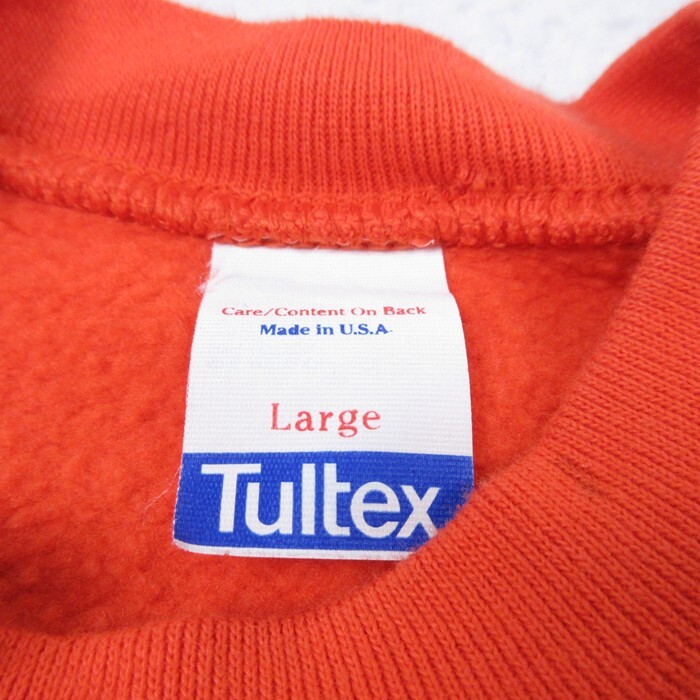 Care/Content On Back
Made in U.S.A.
Large
Tultex